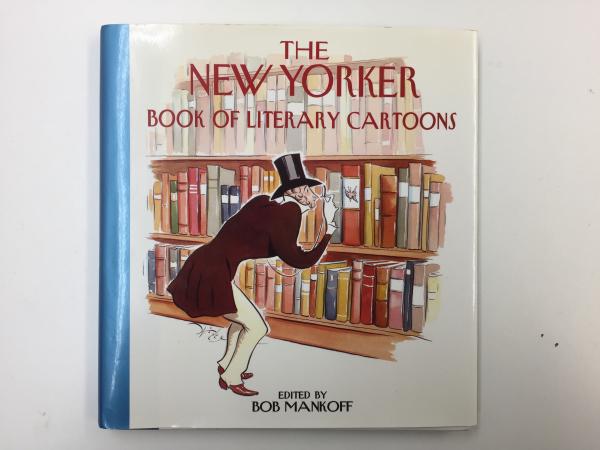 THE
NEW YORKER
BOOK OF LITERARY CARTOONS
EDITED BY
BOB MANKOFF